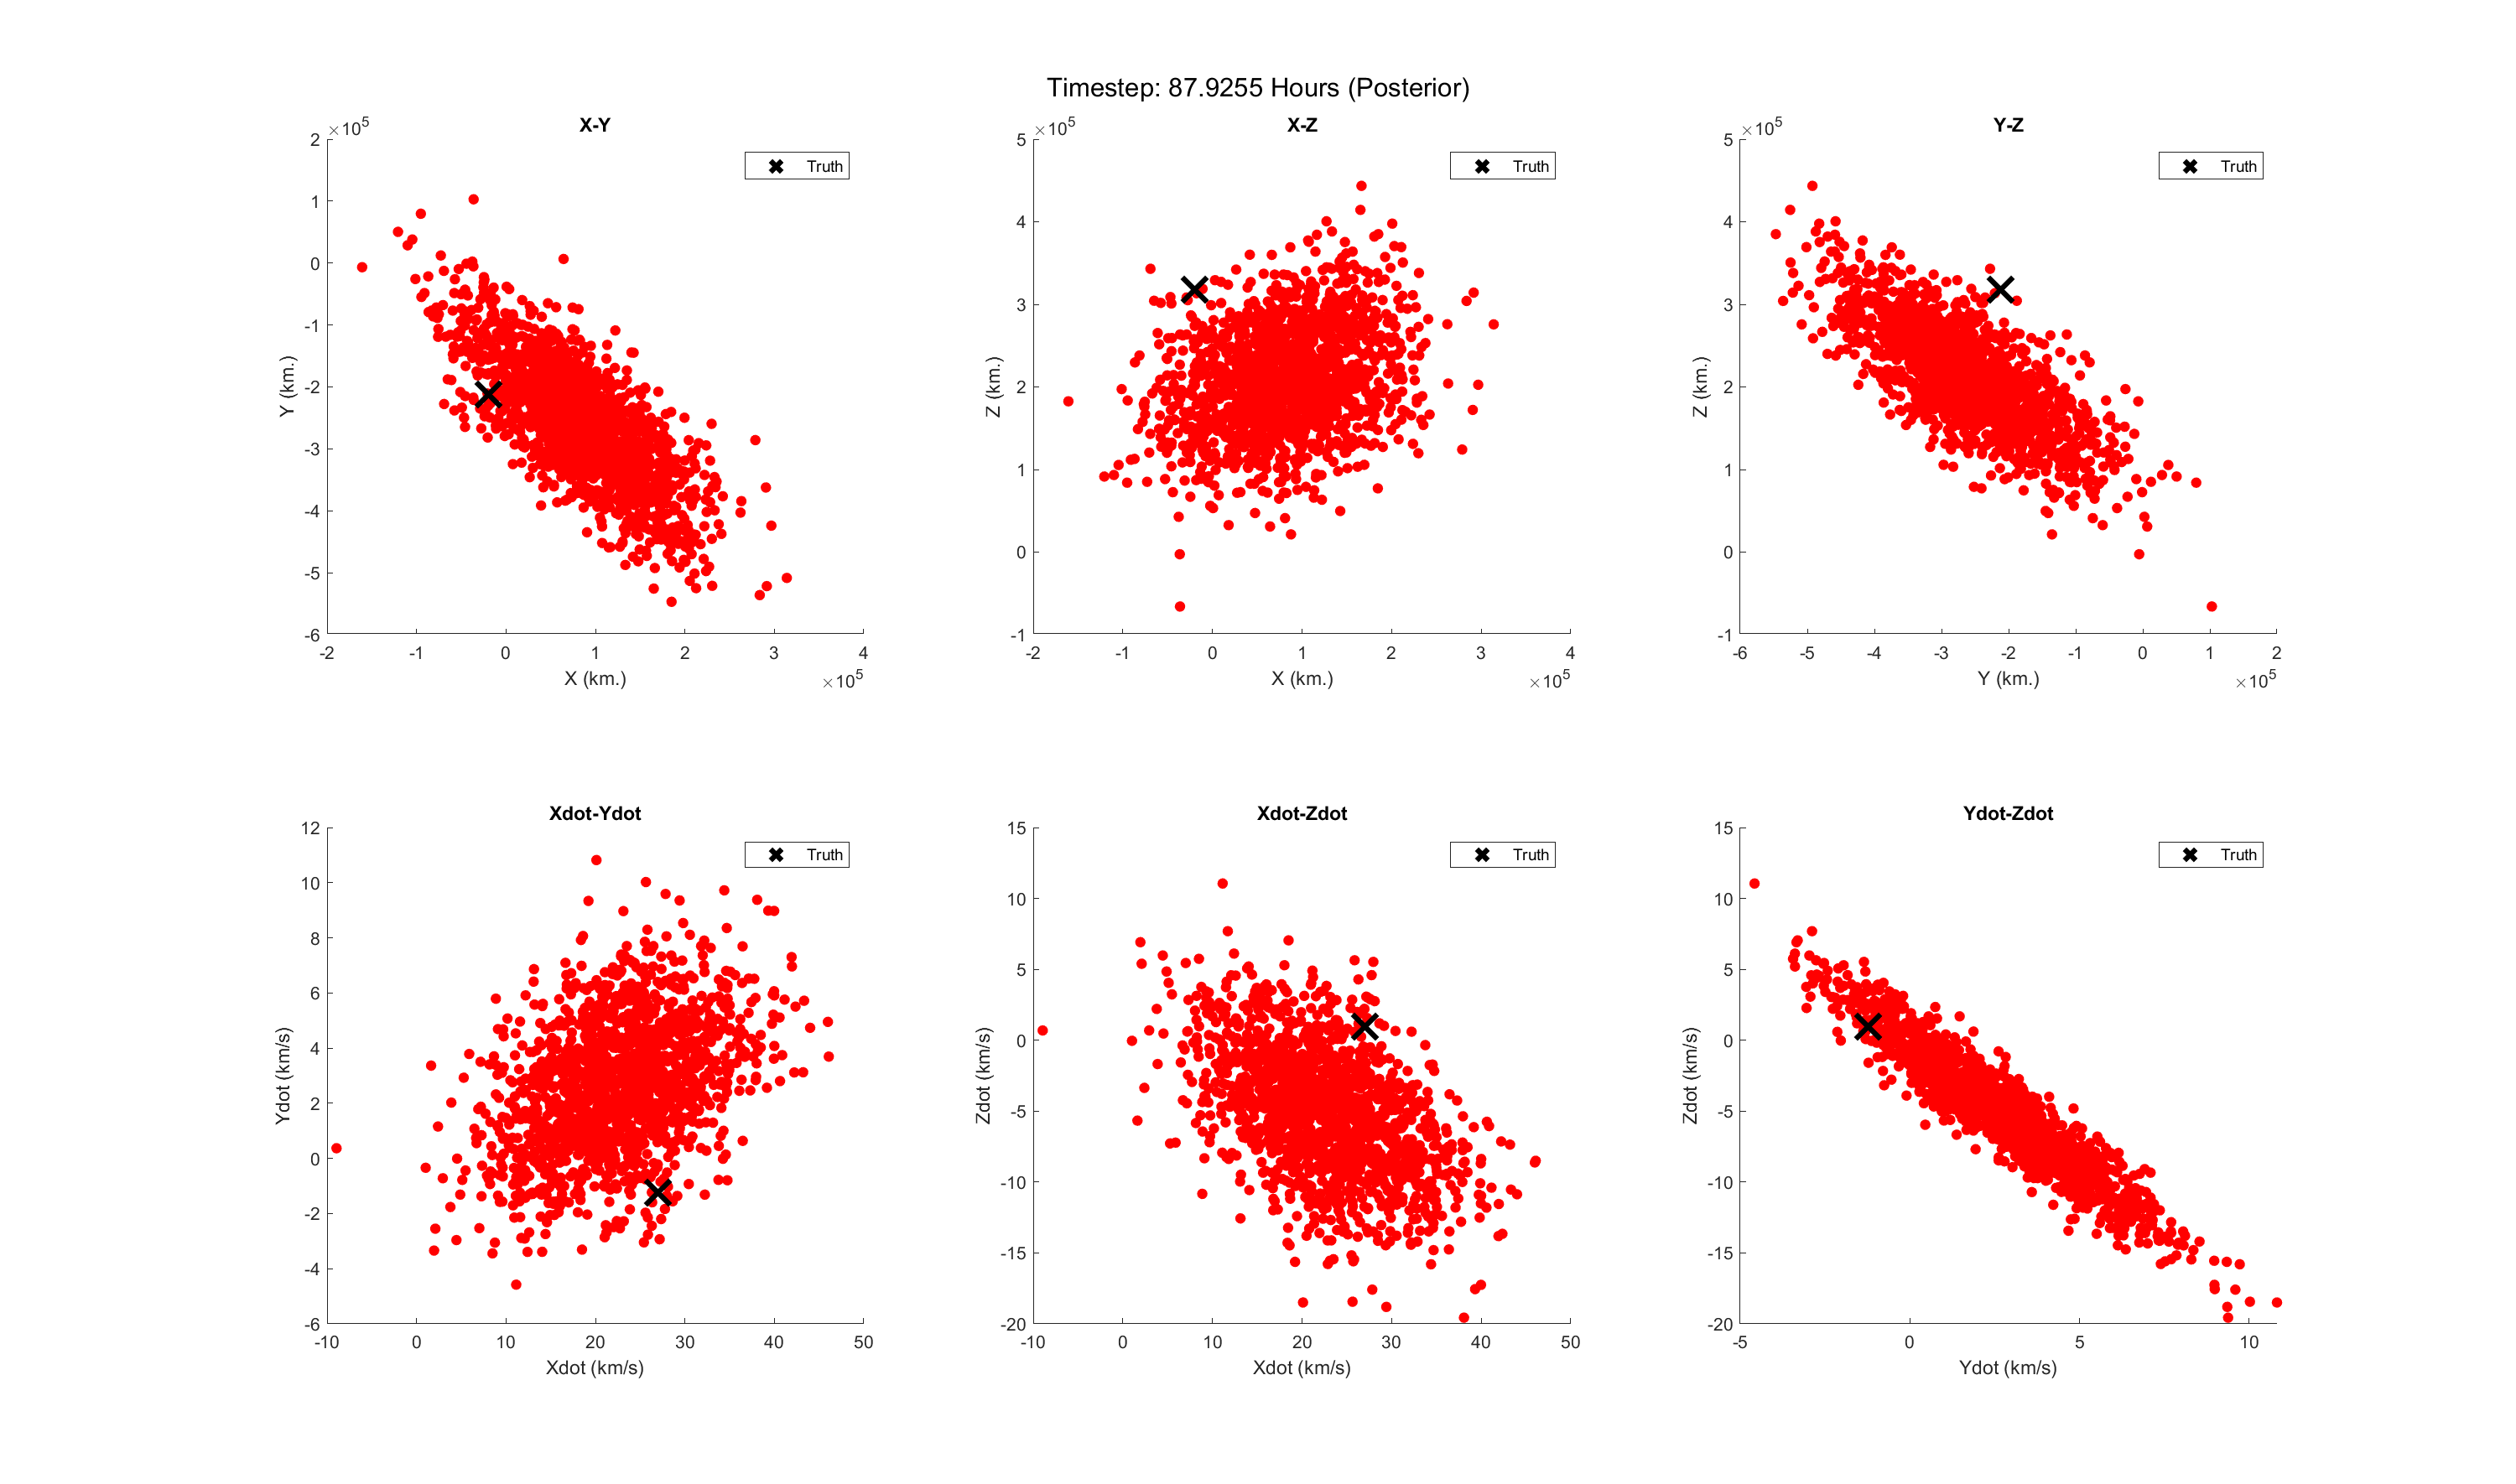 Timestep: 87.9255 Hours (Posterior)
X-Y
×10^5
Truth
2
1
0
-1
-2
-3
-4
-5
-6
Y (km.)
-2 -1 0 1 2 3 4
X (km.)
×10^5
X-Z
×10^5
Truth
5
4
3
2
1
0
-1
Z (km.)
-2 -1 0 1 2 3 4
X (km.)
×10^5
Y-Z
×10^5
Truth
5
4
3
2
1
0
-1
Z (km.)
-6 -5 -4 -3 -2 -1 0 1 2
Y (km.)
×10^5
Xdot-Ydot
Truth
12
10
8
6
4
2
0
-2
-4
-6
Ydot (km/s)
-10 0 10 20 30 40 50
Xdot (km/s)
Xdot-Zdot
Truth
15
10
5
0
-5
-10
-15
-20
Zdot (km/s)
-10 0 10 20 30 40 50
Xdot (km/s)
Ydot-Zdot
Truth
15
10
5
0
-5
-10
-15
-20
Zdot (km/s)
-5 0 5 10
Ydot (km/s)